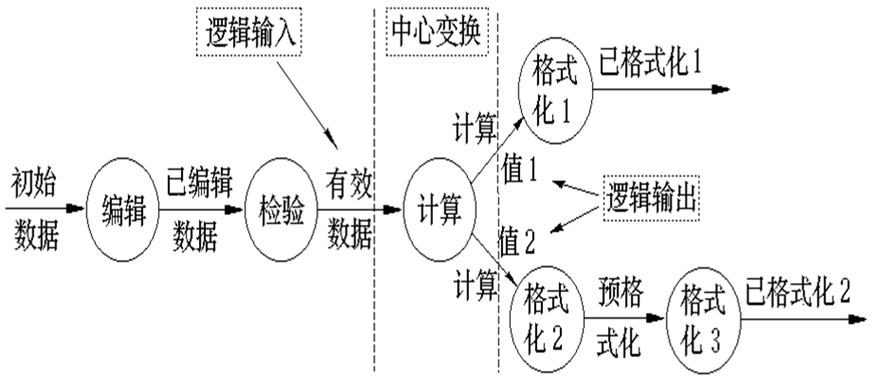 逻辑输入
中心变换
格式
化1
已格式化1
计算
值1
初始
数据
编辑
已编辑
数据
检验
有效
数据
计算
逻辑输出
值2
计算
格式
化2
预格
式化
格式
化3
已格式化2